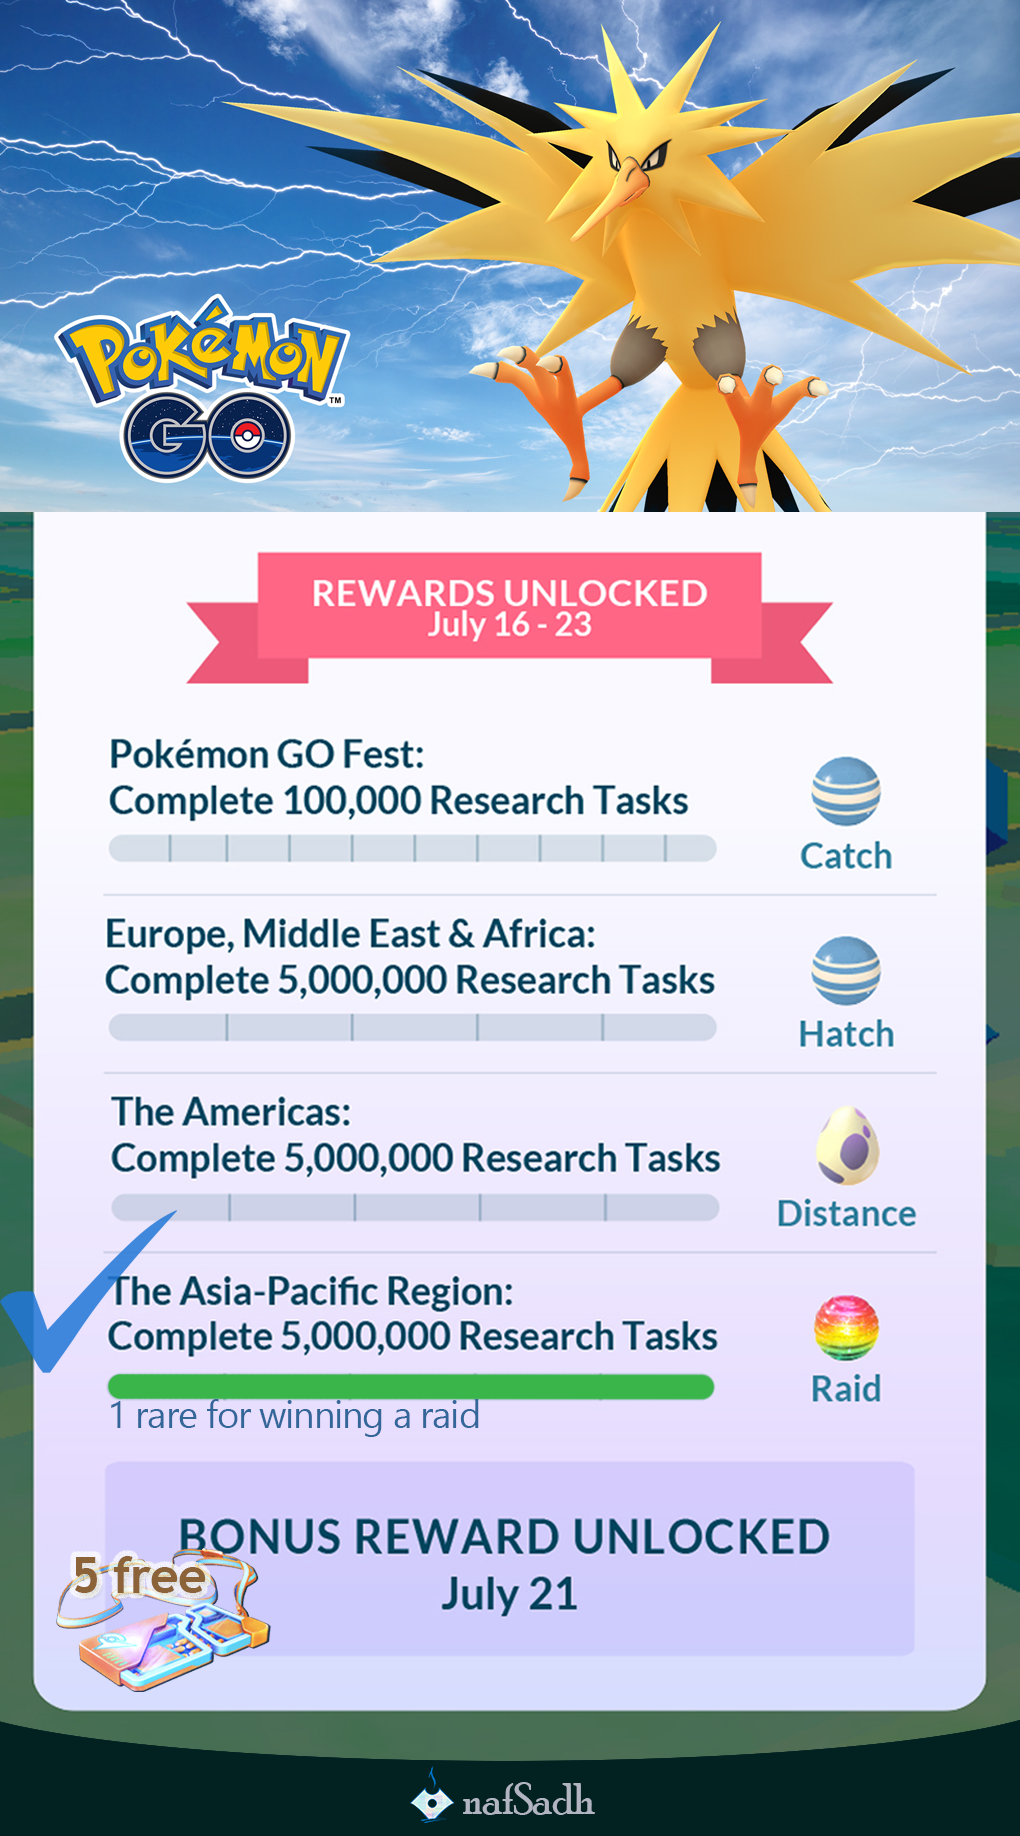 POKéMON
TM
GO
REWARDS UNLOCKED
July 16 - 23
Pokémon GO Fest:
Complete 100,000 Research Tasks
Catch
Europe, Middle East & Africa:
Complete 5,000,000 Research Tasks
Hatch
The Americas:
Complete 5,000,000 Research Tasks
Distance
The Asia-Pacific Region:
Complete 5,000,000 Research Tasks
Raid
1 rare for winning a raid
BONUS REWARD UNLOCKED
5 free
July 21
nafSadh